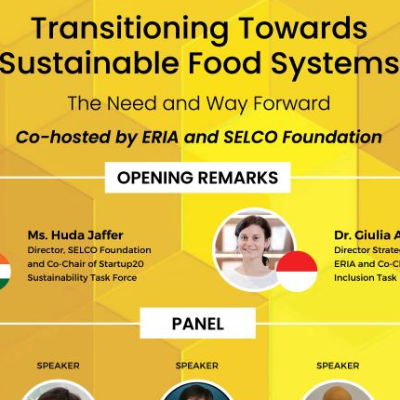 Transitioning Towards
Sustainable Food Systems
The Need and Way Forward
Co-hosted by ERIA and SELCO Foundation
OPENING REMARKS
Ms. Huda Jaffer
Director, SELCO Foundation
and Co-Chair of Startup20
Sustainability Task Force
Dr. Giulia A
Director Strate
ERIA and Co-C
Inclusion Task
PANEL
SPEAKER
SPEAKER
SPEAKER